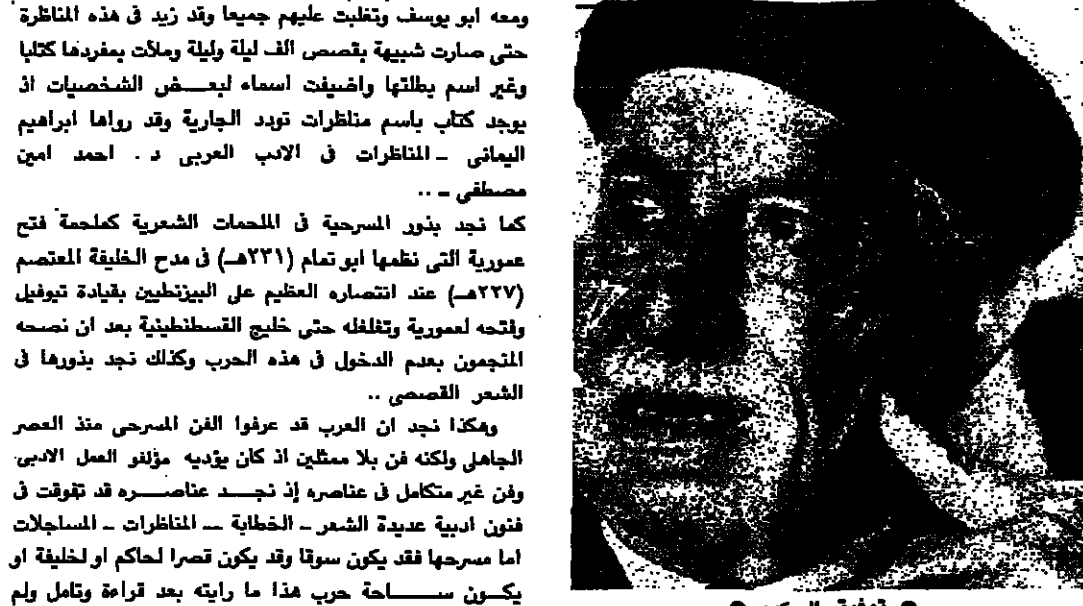 ومعه ابو يوسف وتغلبت عليهم جميعا وقد زيد فى هذه المناظرة
حتى صارت شبيهة بقصص الف ليلة وليلة وملأت بمفردها كتابا
وغير اسم بطلتها واضيفت اسماء لبعض الشخصيات اذ
يوجد كتاب باسم مناظرات تودد الجارية وقد رواها ابراهيم
اليمانى ـ المناظرات فى الادب العربى د . احمد امين
مصطفى ـ ..
كما نجد بذور المسرحية فى الملحمات الشعرية كملحمة فتح
عمورية التى نظمها ابو تمام (٢٣١هـ) فى مدح الخليفة المعتصم
(٢٢٧هـ) عند انتصاره العظيم على البيزنطيين بقيادة تيوفيل
وفتحه لعمورية وتغلغله حتى خليج القسطنطينية بعد ان نصحه
المنجمون بعدم الدخول فى هذه الحرب وكذلك نجد بذورها فى
الشعر القصصى ..
وهكذا نجد ان العرب قد عرفوا الفن المسرحى منذ العصر
الجاهلى ولكنه فن بلا ممثلين اذ كان يؤديه مؤلفو العمل الادبى
وفن غير متكامل فى عناصره إذ نجد عناصره قد تفوقت فى
فنون ادبية عديدة الشعر ـ الخطابة ـ المناظرات ـ المساجلات
اما مسرحها فقد يكون سوقا وقد يكون قصرا لحاكم او لخليفة او
يكون ساحة حرب هذا ما رايته بعد قراءة وتامل ولم